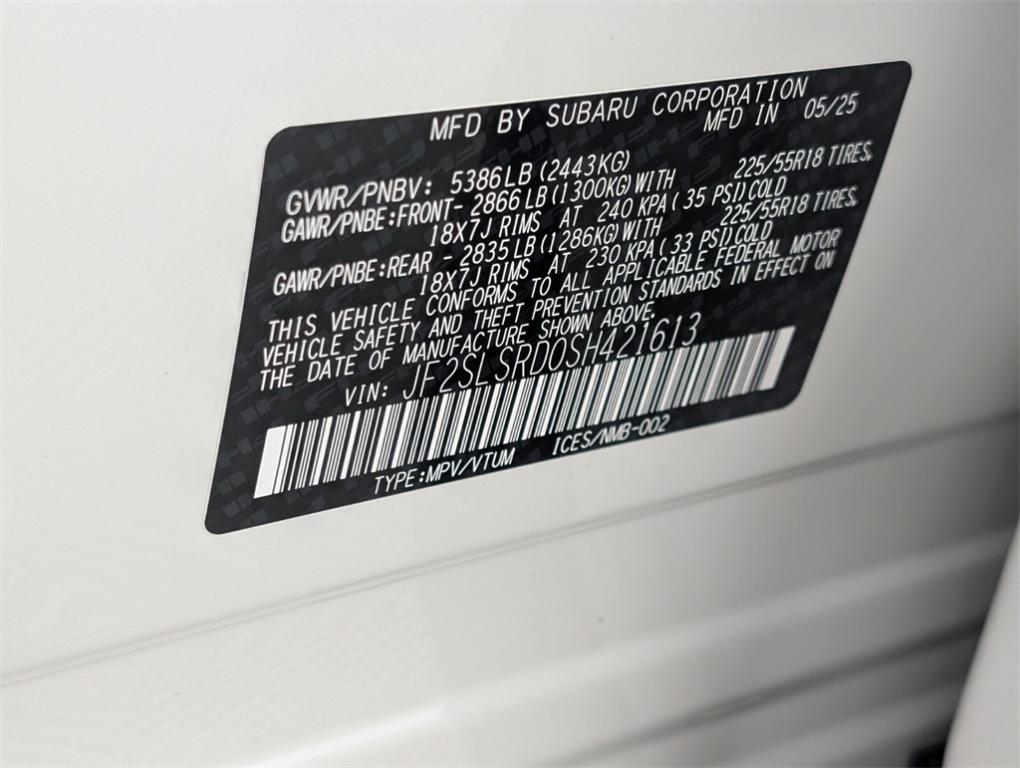 MFD BY SUBARU CORPORATION
MFD IN 05/25
GVWR/PNBV: 5386LB(2443KG)
GAWR/PNBE:FRONT- 2866LB(1300KG)WITH 225/55R18 TIRES,
18X7J RIMS AT 240 KPA( 35 PSI)COLD
GAWR/PNBE:REAR - 2835LB(1286KG)WITH 225/55R18 TIRES,
18X7J RIMS AT 230 KPA( 33 PSI)COLD
THIS VEHICLE CONFORMS TO ALL APPLICABLE FEDERAL MOTOR
VEHICLE SAFETY AND THEFT PREVENTION STANDARDS IN EFFECT ON
THE DATE OF MANUFACTURE SHOWN ABOVE.
VIN: JF2SLSRD0SH421613
TYPE:MPV/VTUM ICES/NMB-002